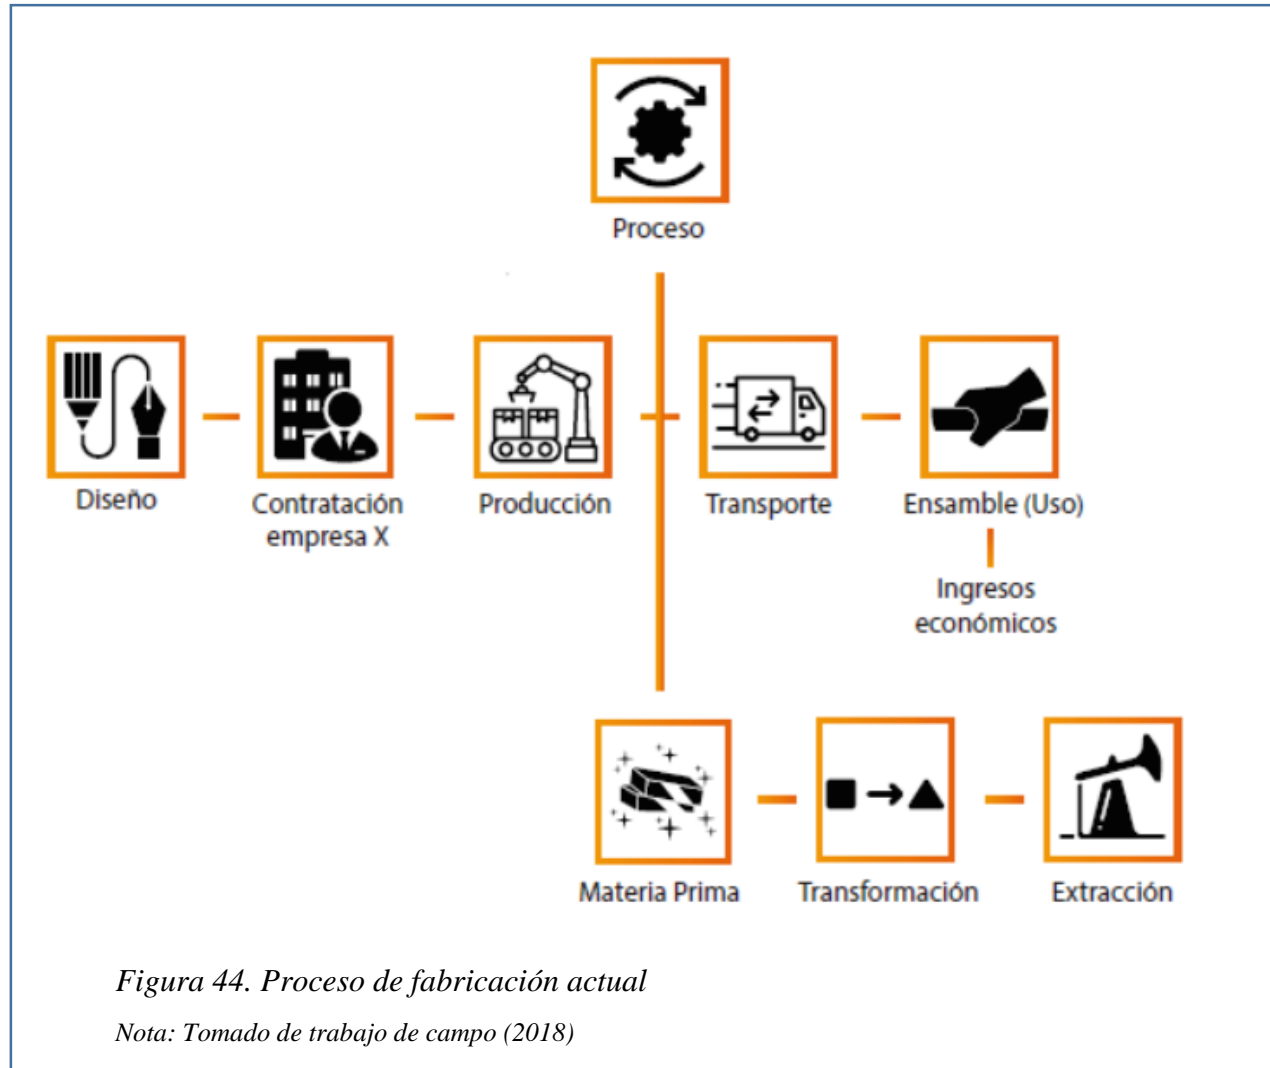 Proceso
Diseño
Contratación
empresa X
Producción
Transporte
Ensamble (Uso)
Ingresos
económicos
Materia Prima
Transformación
Extracción
Figura 44. Proceso de fabricación actual
Nota: Tomado de trabajo de campo (2018)